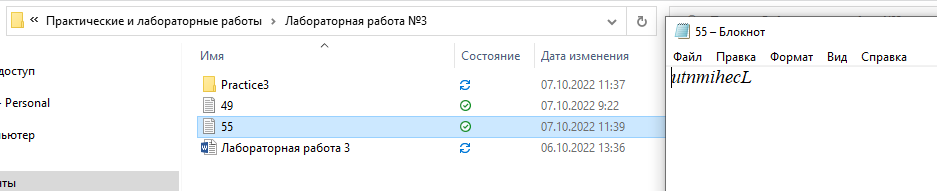 « Практические и лабораторные работы › Лабораторная работа №3
55 – Блокнот
Файл Правка Формат Вид Справка
utnmihecL
Имя Состояние Дата изменения
доступ
Practice3 07.10.2022 11:37
- Personal
49 07.10.2022 9:22
55 07.10.2022 11:39
пьютер
Лабораторная работа 3 06.10.2022 13:36
нты